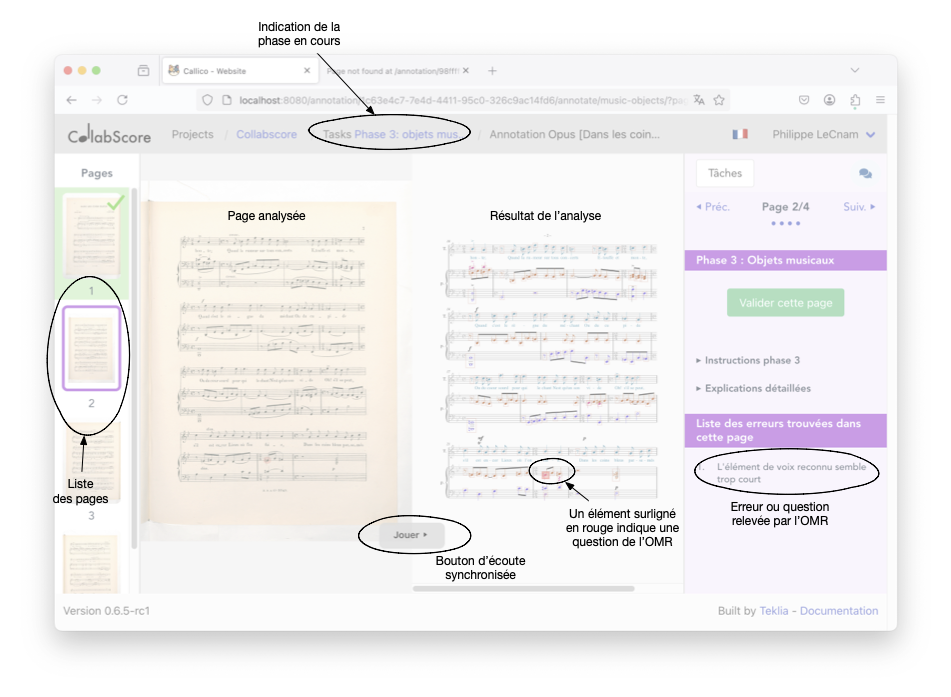 Indication de la
phase en cours
Callico - Website
Page not found at /annotation/98fff
localhost:8080/annotation/1c63e4c7-7e4d-4411-95c0-326c9ac14fd6/annotate/music-objects/?pa
CollabScore
Projects / Collabscore
Tasks Phase 3: objets mus... / Annotation Opus [Dans les coin...
Philippe LeCnam
Pages
1
2
Liste
des pages
3
Page analysée
Résultat de l'analyse
Jouer
Bouton d'écoute
synchronisée
Un élément surligné
en rouge indique une
question de l'OMR
Tâches
Préc. Page 2/4 Suiv.
Phase 3 : Objets musicaux
Valider cette page
Instructions phase 3
Explications détaillées
Liste des erreurs trouvées dans
cette page
1. L'élément de voix reconnu semble
trop court
Erreur ou question
relevée par l'OMR
Version 0.6.5-rc1
Built by Teklia - Documentation